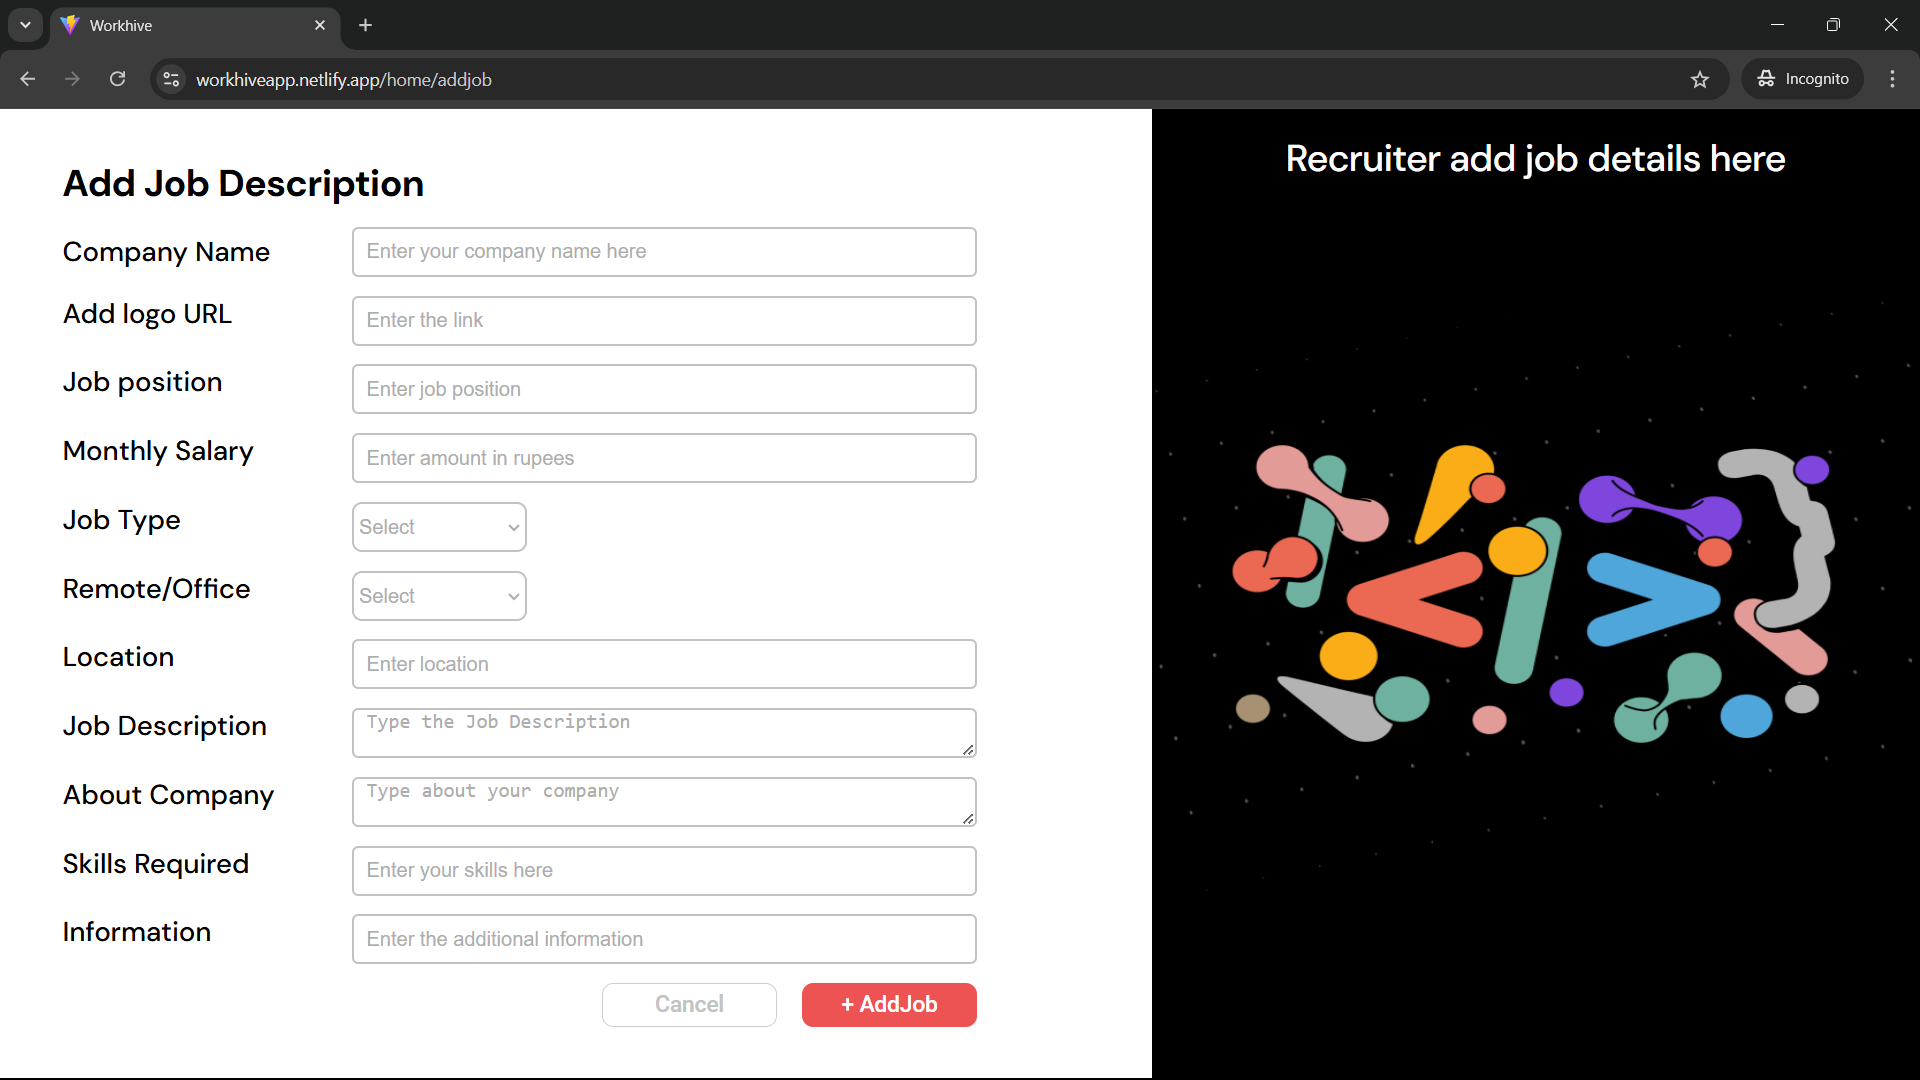 Workhive
workhiveapp.netlify.app/home/addjob
Incognito
Add Job Description
Company Name
Enter your company name here
Add logo URL
Enter the link
Job position
Enter job position
Monthly Salary
Enter amount in rupees
Job Type
Select
Remote/Office
Select
Location
Enter location
Job Description
Type the Job Description
About Company
Type about your company
Skills Required
Enter your skills here
Information
Enter the additional information
Cancel
+ AddJob
Recruiter add job details here